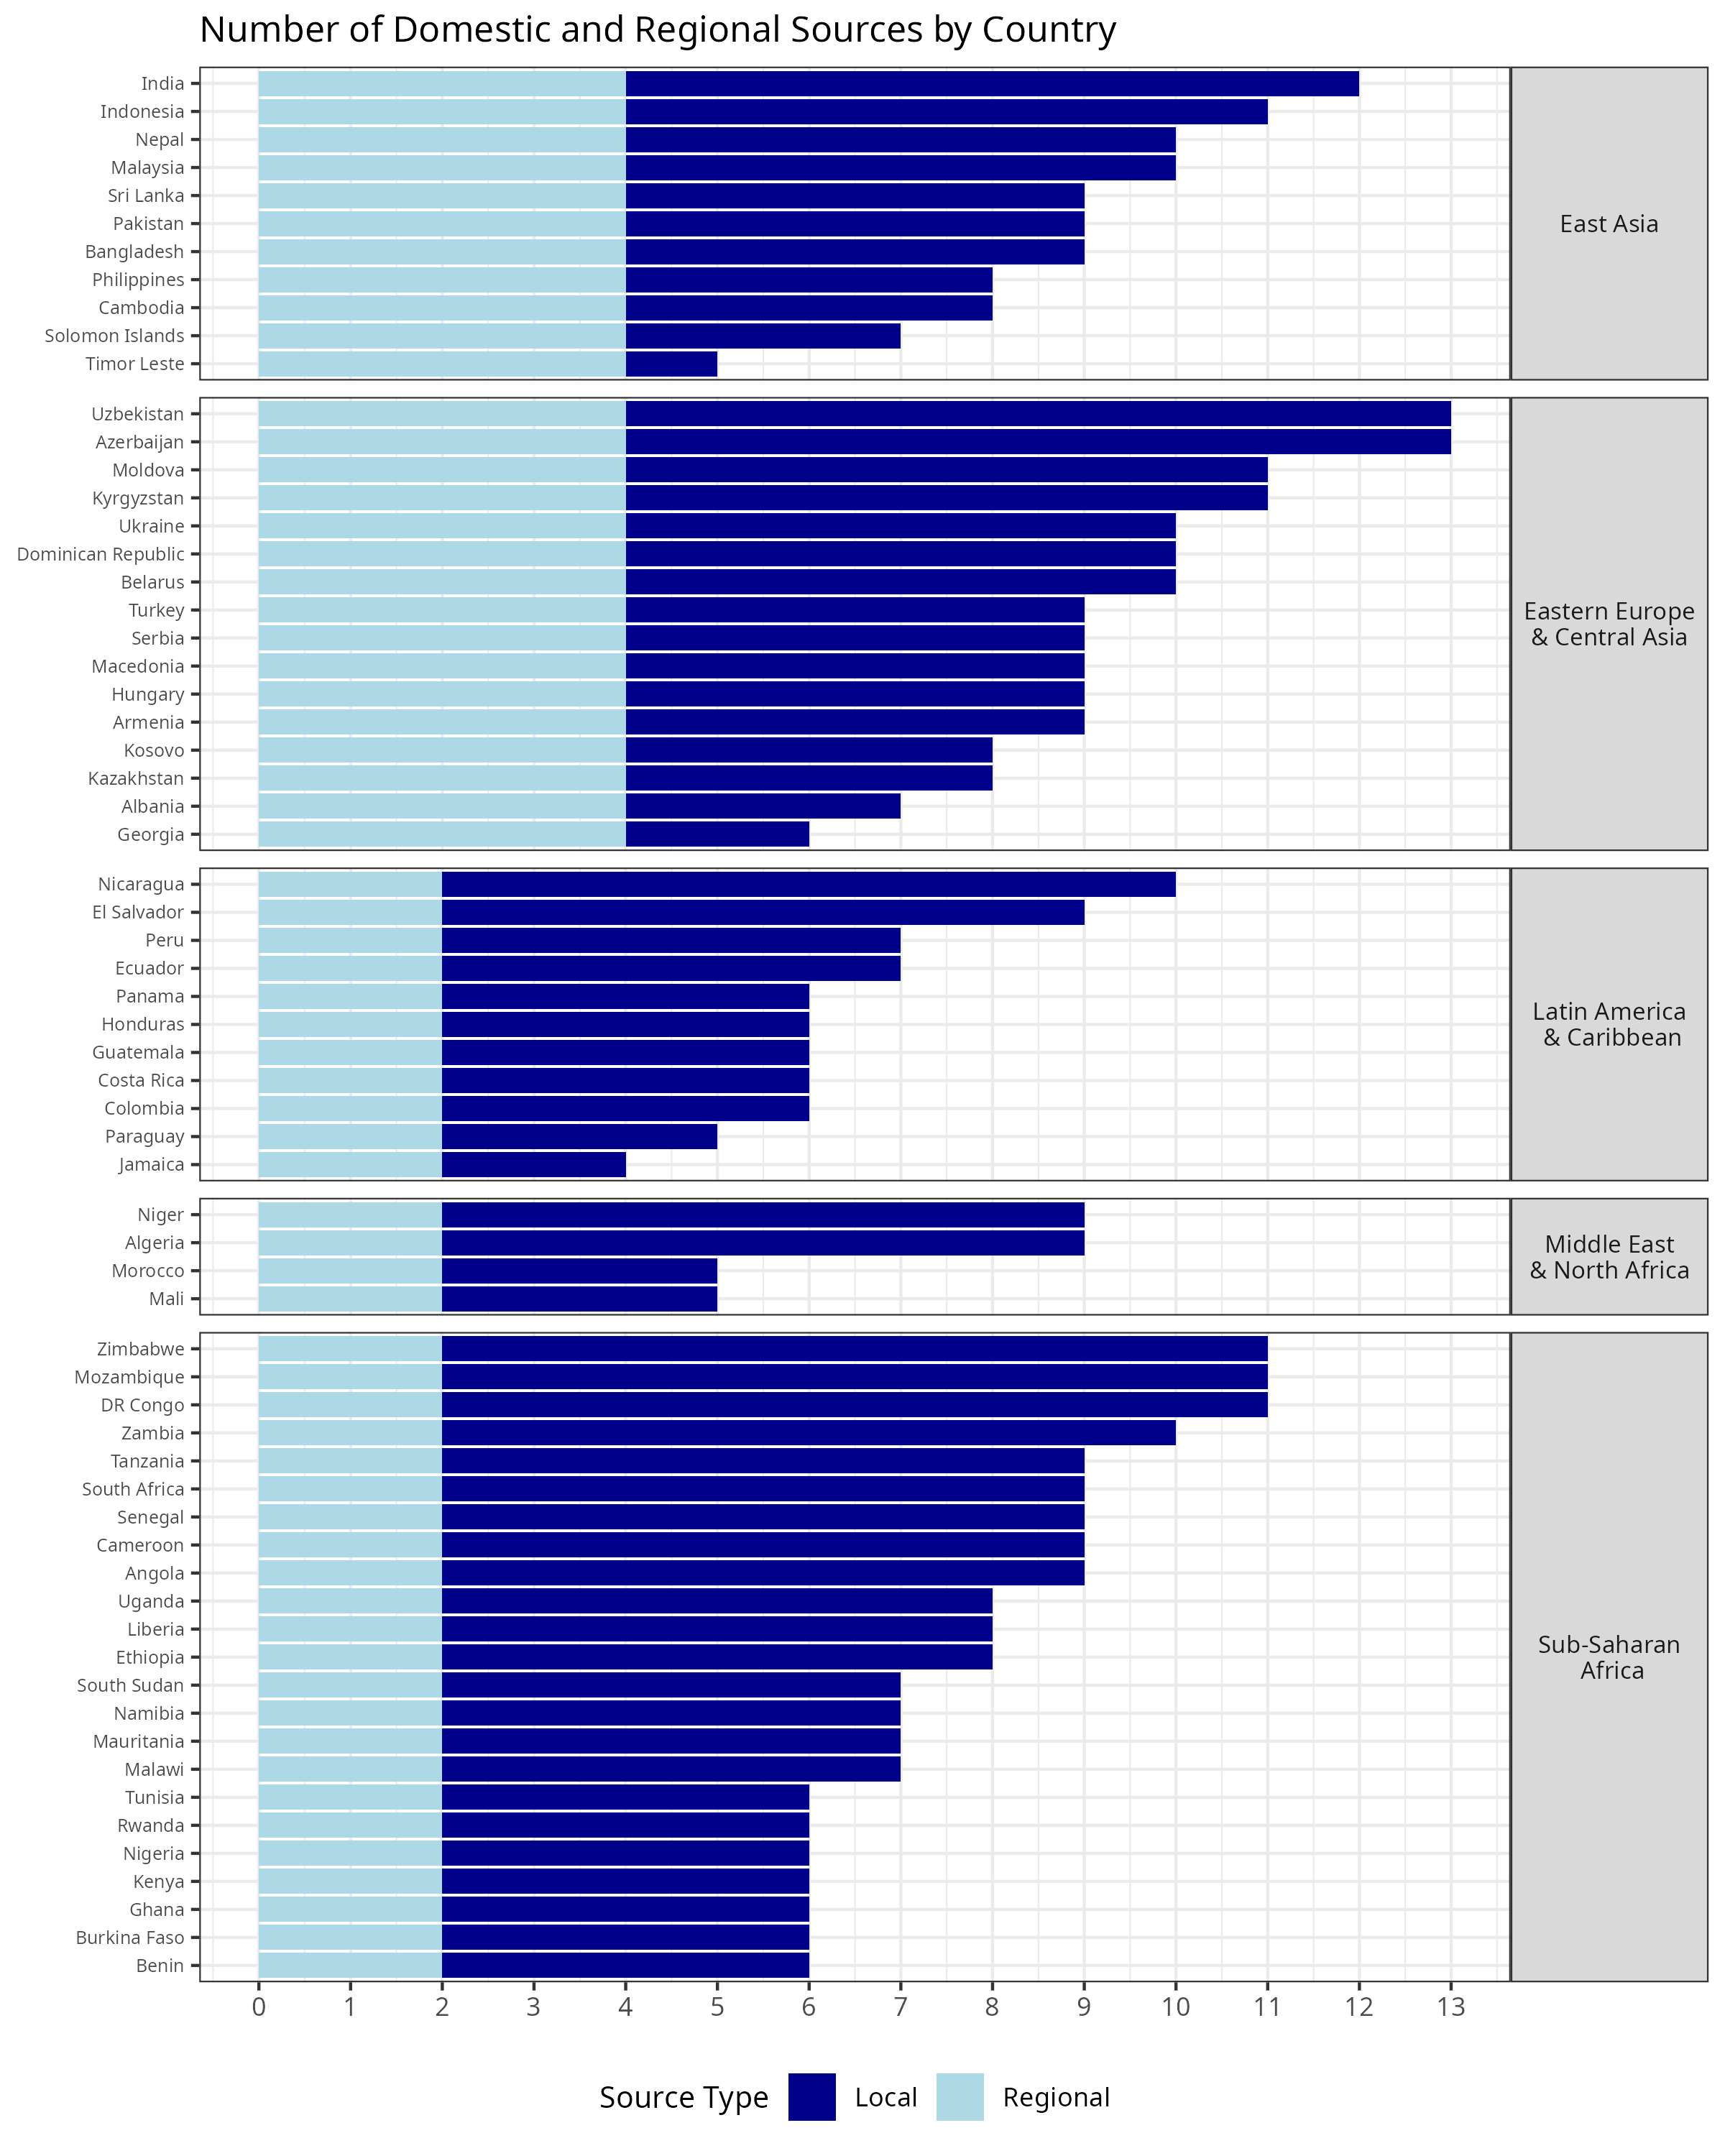 Number of Domestic and Regional Sources by Country
India
Indonesia
Nepal
Malaysia
Sri Lanka
Pakistan
Bangladesh
Philippines
Cambodia
Solomon Islands
Timor Leste
East Asia
Uzbekistan
Azerbaijan
Moldova
Kyrgyzstan
Ukraine
Dominican Republic
Belarus
Turkey
Serbia
Macedonia
Hungary
Armenia
Kosovo
Kazakhstan
Albania
Georgia
Eastern Europe
& Central Asia
Nicaragua
El Salvador
Peru
Ecuador
Panama
Honduras
Guatemala
Costa Rica
Colombia
Paraguay
Jamaica
Latin America
& Caribbean
Niger
Algeria
Morocco
Mali
Middle East
& North Africa
Zimbabwe
Mozambique
DR Congo
Zambia
Tanzania
South Africa
Senegal
Cameroon
Angola
Uganda
Liberia
Ethiopia
South Sudan
Namibia
Mauritania
Malawi
Tunisia
Rwanda
Nigeria
Kenya
Ghana
Burkina Faso
Benin
Sub-Saharan
Africa
0 1 2 3 4 5 6 7 8 9 10 11 12 13
Source Type Local Regional